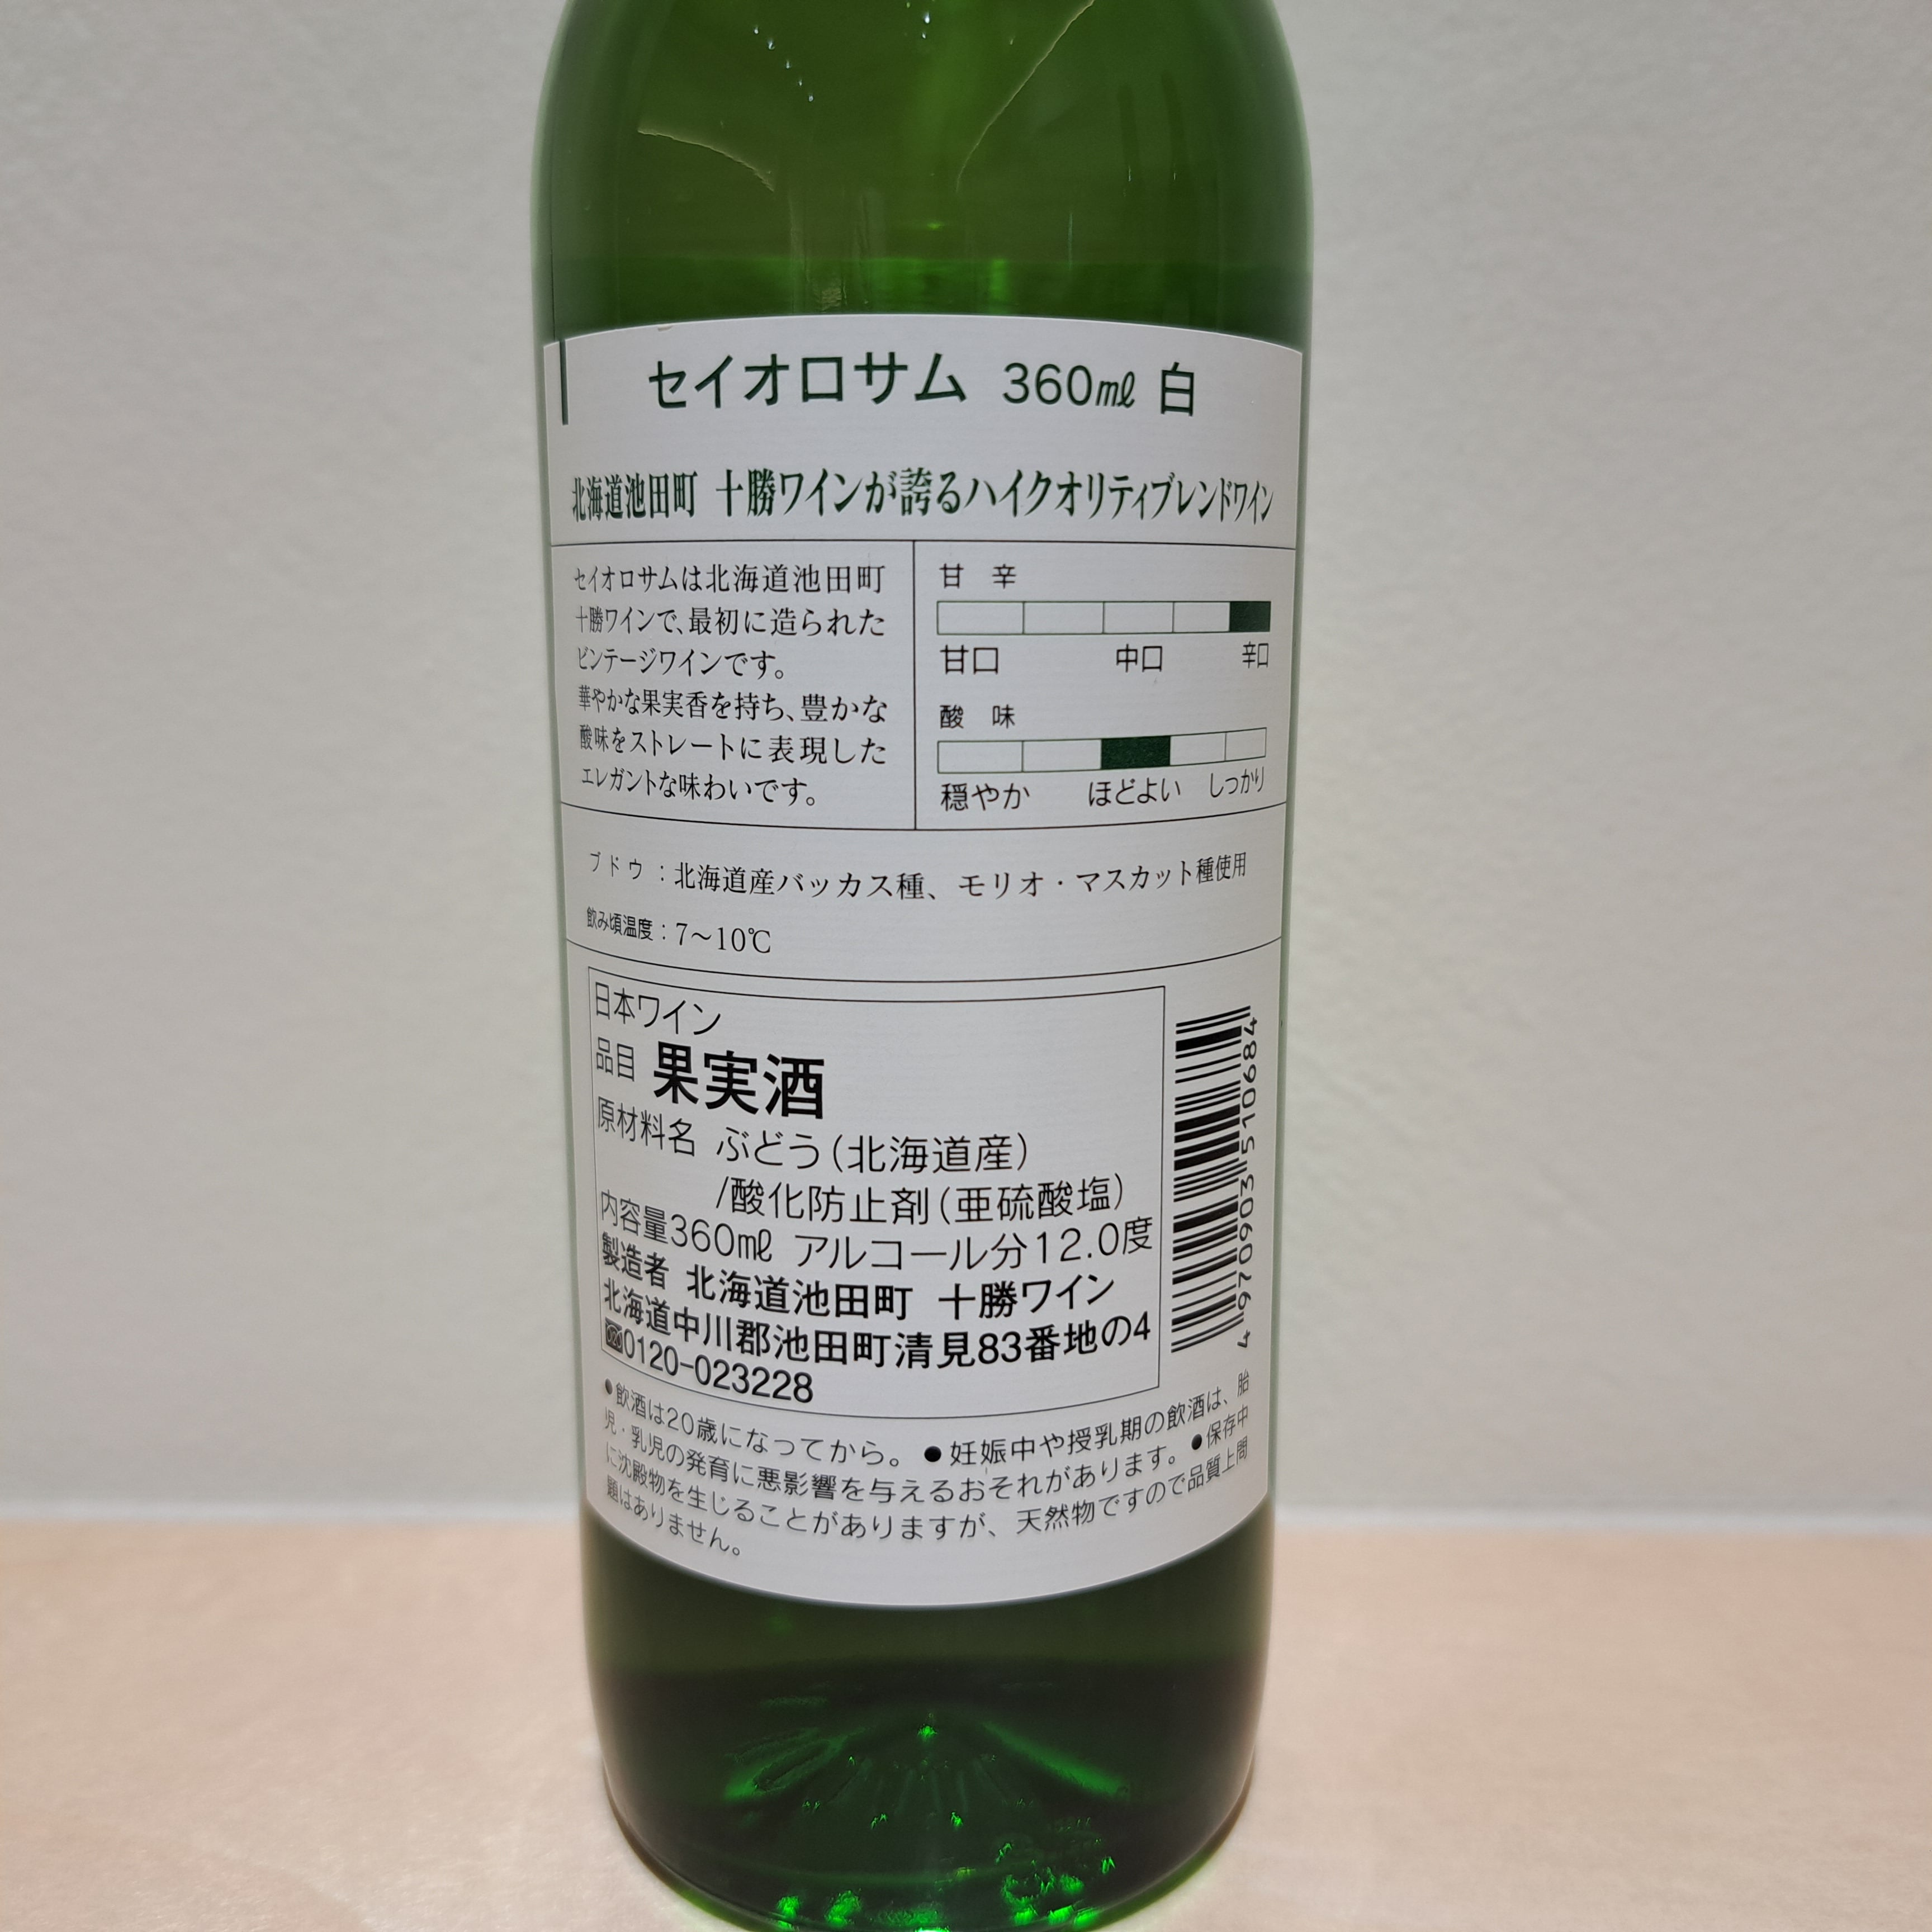 セイオロサム 360㎖ 白
北海道池田町 十勝ワインが誇るハイクオリティブレンドワイン
セイオロサムは北海道池田町
十勝ワインで、最初に造られた
ビンテージワインです。
華やかな果実香を持ち、豊かな
酸味をストレートに表現した
エレガントな味わいです。
甘 辛
甘口 中口 辛口
酸 味
穏やか ほどよい しっかり
ブドウ：北海道産バッカス種、モリオ・マスカット種使用
飲み頃温度：7～10℃
日本ワイン
品目 果実酒
原材料名 ぶどう（北海道産）
/酸化防止剤（亜硫酸塩）
内容量360㎖ アルコール分12.0度
製造者 北海道池田町 十勝ワイン
北海道中川郡池田町清見83番地の4
0120-023228
4 970903 510684
●飲酒は20歳になってから。●妊娠中や授乳期の飲酒は、胎
児・乳児の発育に悪影響を与えるおそれがあります。●保存中
に沈殿物を生じることがありますが、天然物ですので品質上問
題はありません。